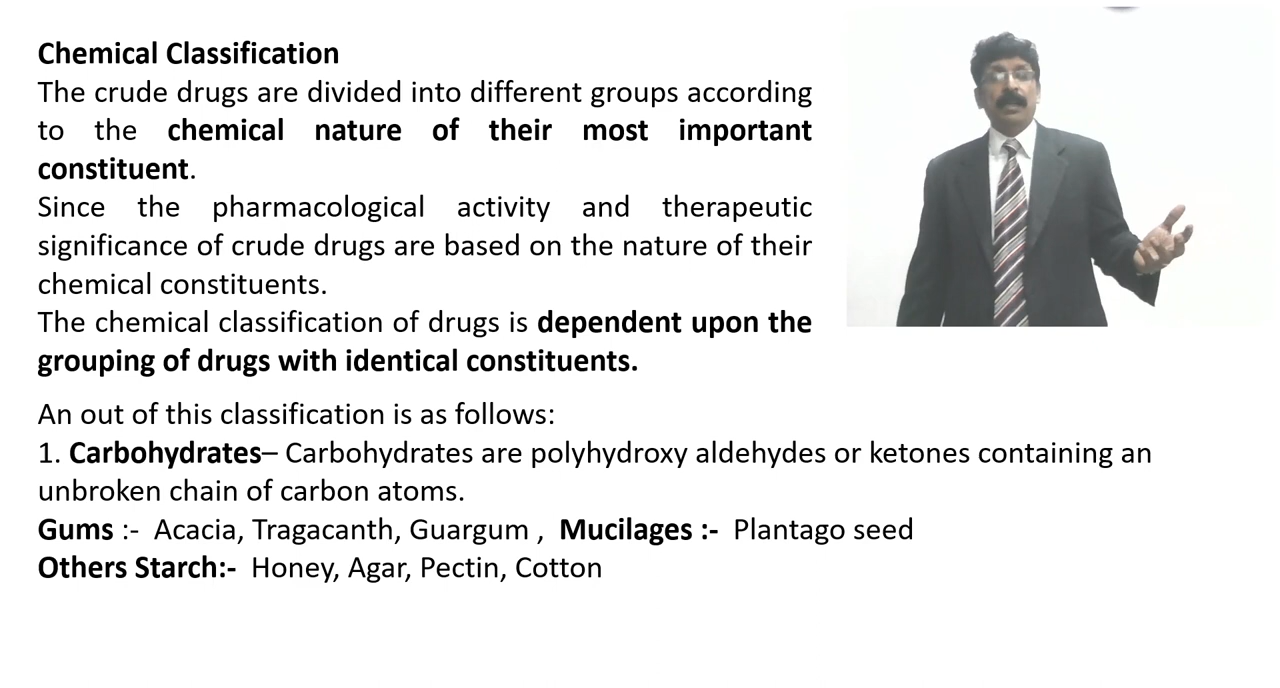 Chemical Classification
The crude drugs are divided into different groups according
to the chemical nature of their most important
constituent.
Since the pharmacological activity and therapeutic
significance of crude drugs are based on the nature of their
chemical constituents.
The chemical classification of drugs is dependent upon the
grouping of drugs with identical constituents.
An out of this classification is as follows:
1. Carbohydrates– Carbohydrates are polyhydroxy aldehydes or ketones containing an
unbroken chain of carbon atoms.
Gums :- Acacia, Tragacanth, Guargum , Mucilages :- Plantago seed
Others Starch:- Honey, Agar, Pectin, Cotton